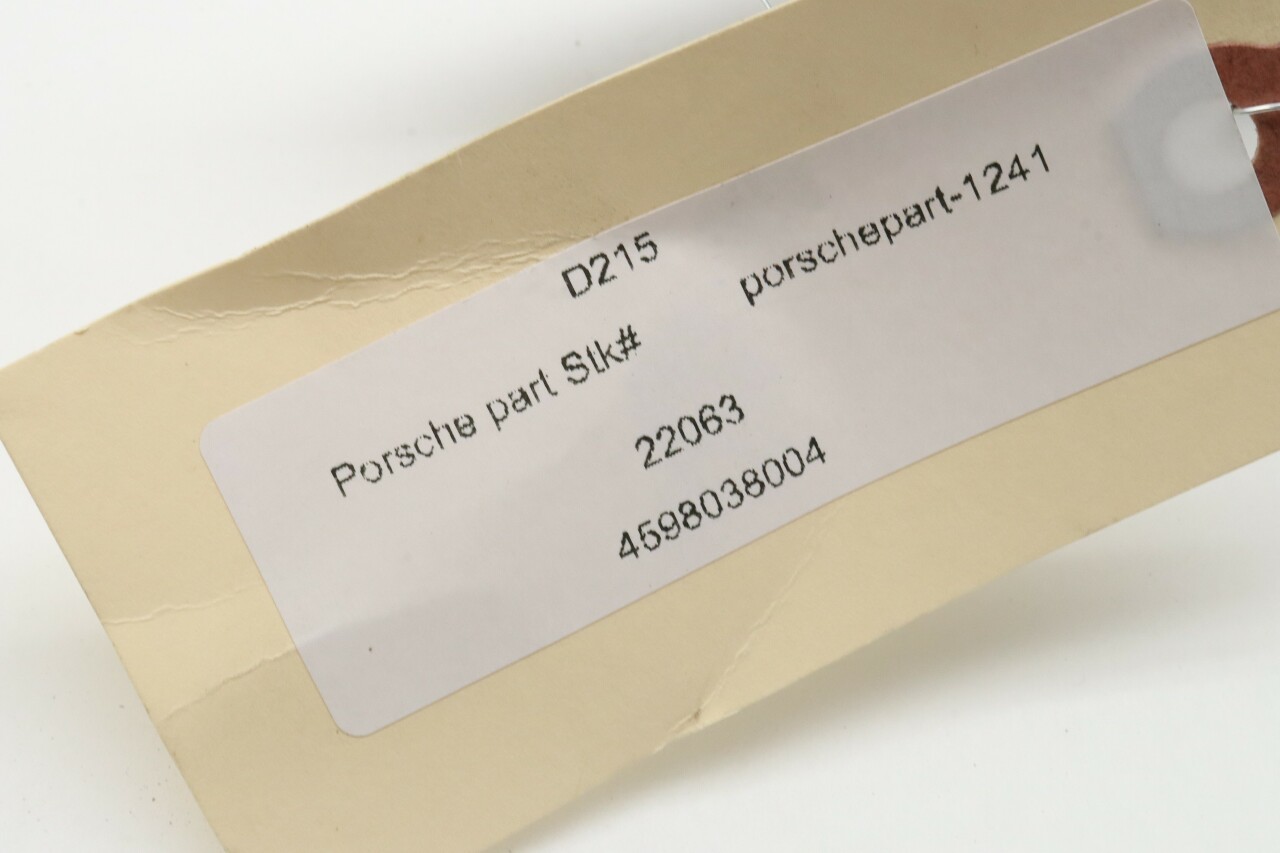 D215
Porsche part Stk# porschepart-1241
22063
4598038004